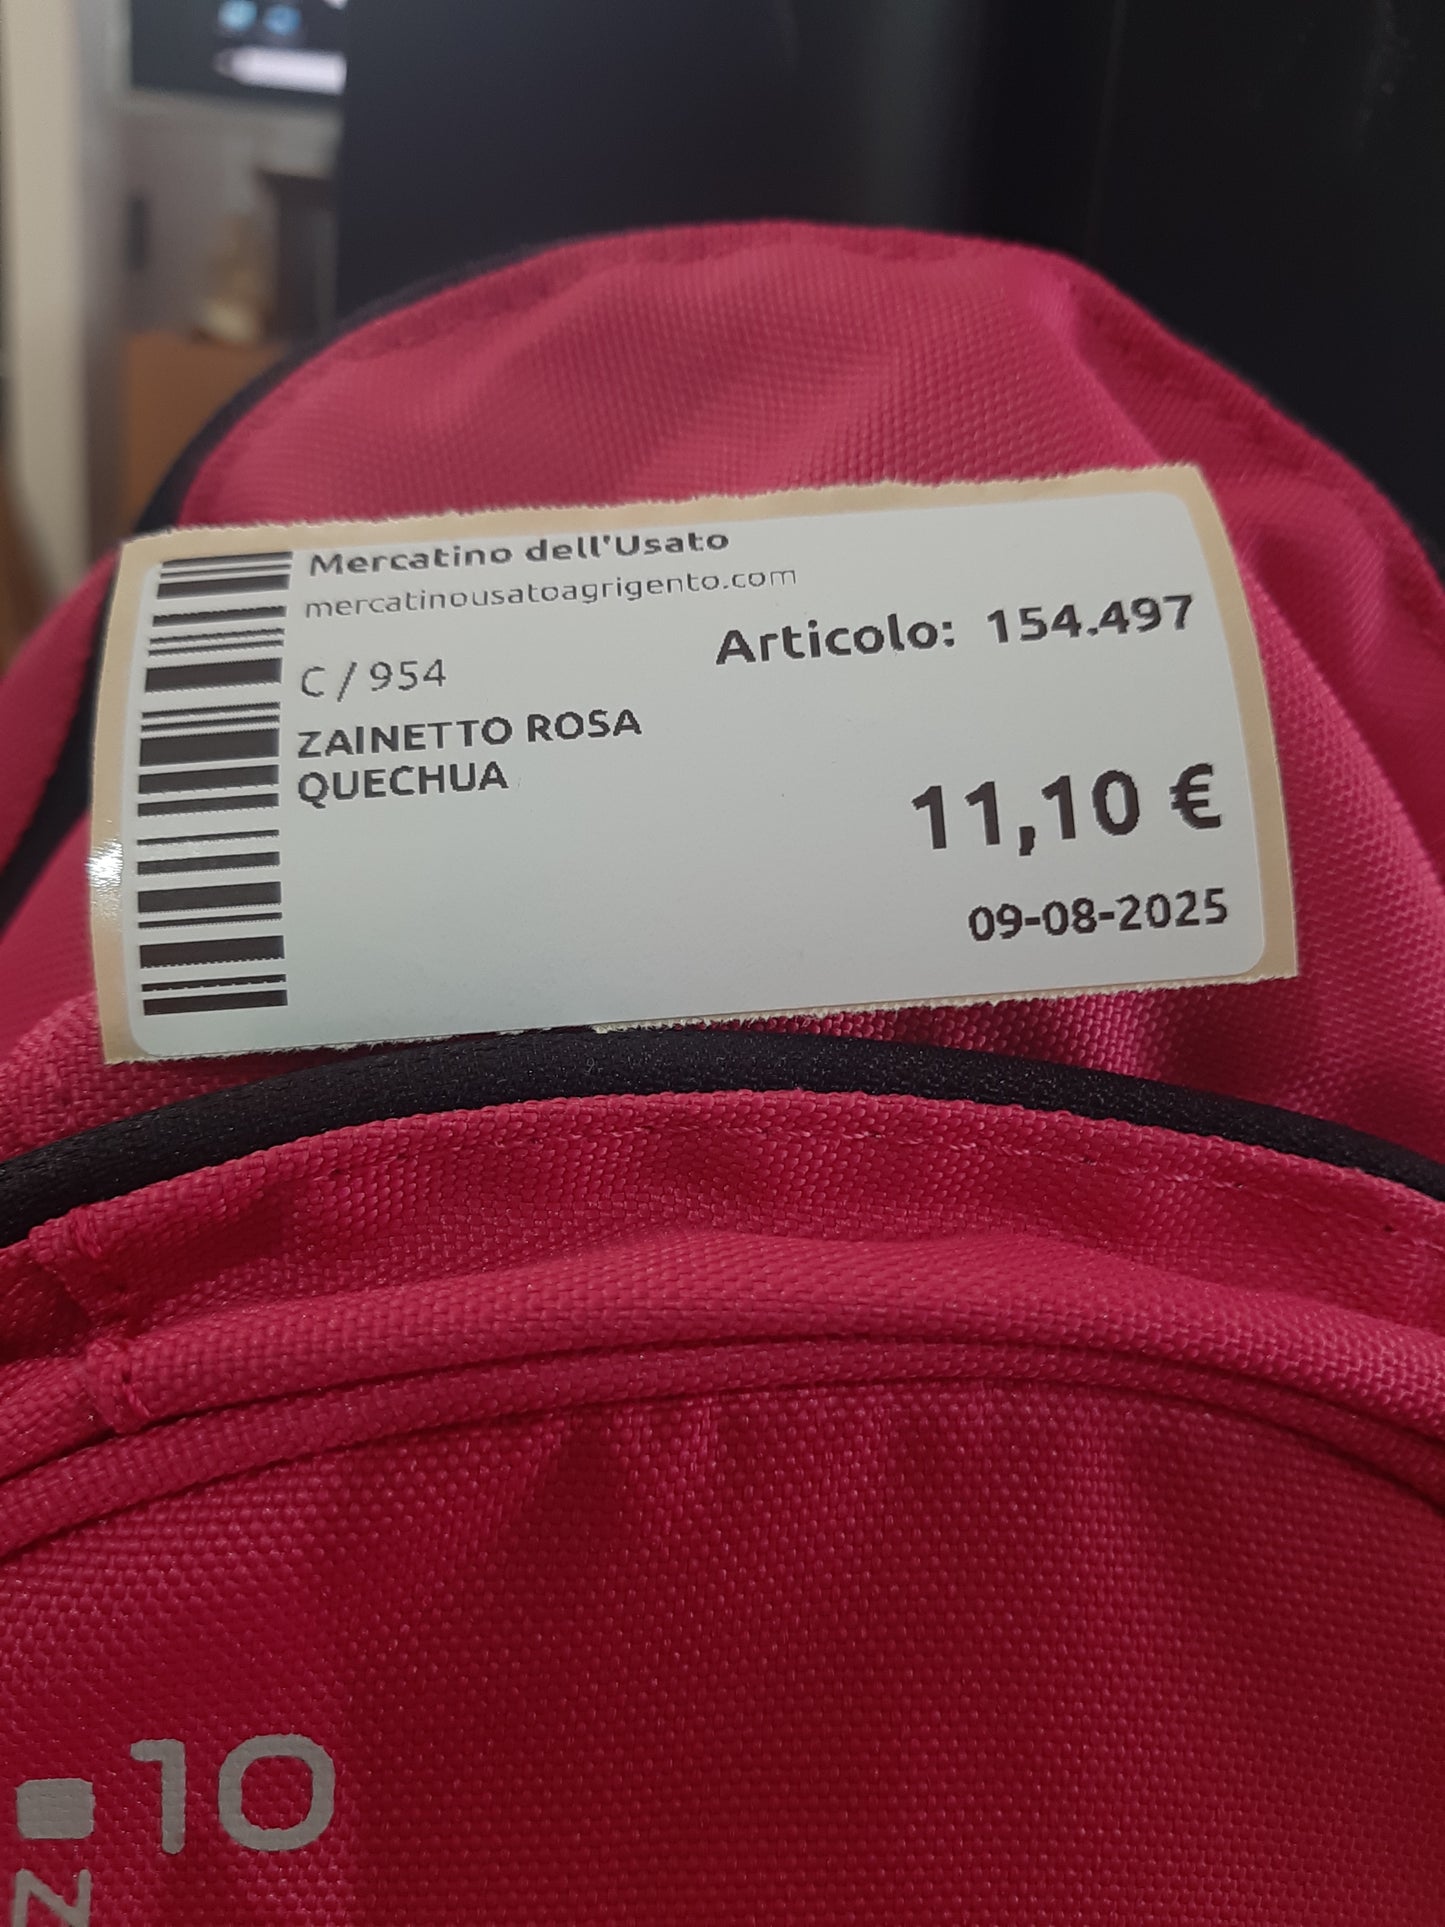 Mercatino dell'Usato
mercatinousatoagrigento.com
Articolo: 154.497
C / 954
ZAINETTO ROSA
QUECHUA
11,10 €
09-08-2025
10
N